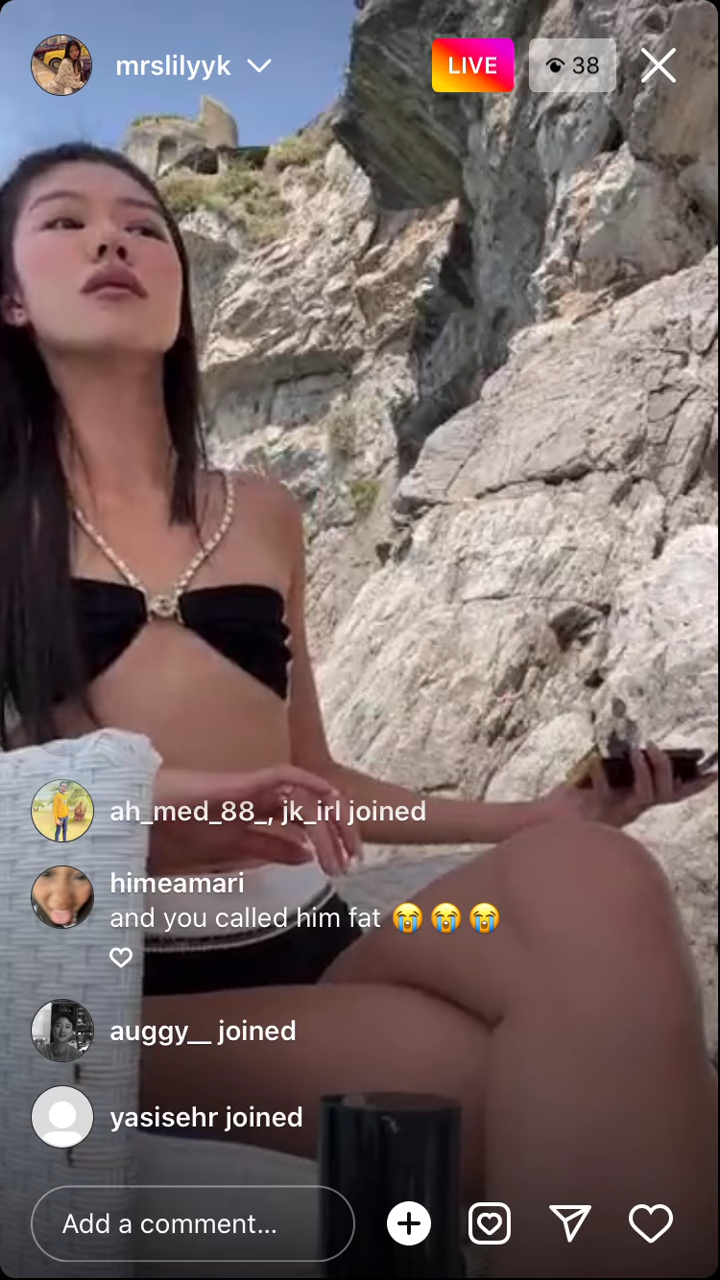 mrslilyyk
LIVE
38
ah_med_88_, jk_irl joined
himeamari
and you called him fat 😭😭😭
auggy__ joined
yasisehr joined
Add a comment...